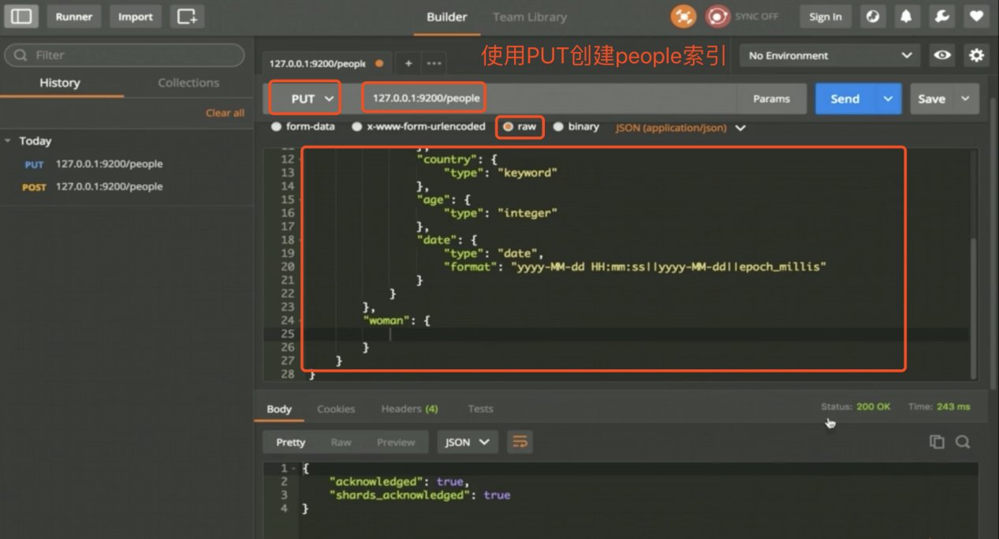 Runner Import Builder Team Library SYNC OFF Sign In
Filter
127.0.0.1:9200/people + ••• 使用PUT创建people索引 No Environment
History Collections
PUT 127.0.0.1:9200/people Params Send Save
Clear all
form-data x-www-form-urlencoded raw binary JSON (application/json)
Today
PUT 127.0.0.1:9200/people
POST 127.0.0.1:9200/people
12 "country": {
13 "type": "keyword"
14 },
15 "age": {
16 "type": "integer"
17 },
18 "date": {
19 "type": "date",
20 "format": "yyyy-MM-dd HH:mm:ss||yyyy-MM-dd||epoch_millis"
21 }
22 }
23 },
24 "woman": {
25
26 }
27 }
28 }
Body Cookies Headers (4) Tests Status: 200 OK Time: 243 ms
Pretty Raw Preview JSON
1 {
2 "acknowledged": true,
3 "shards_acknowledged": true
4 }